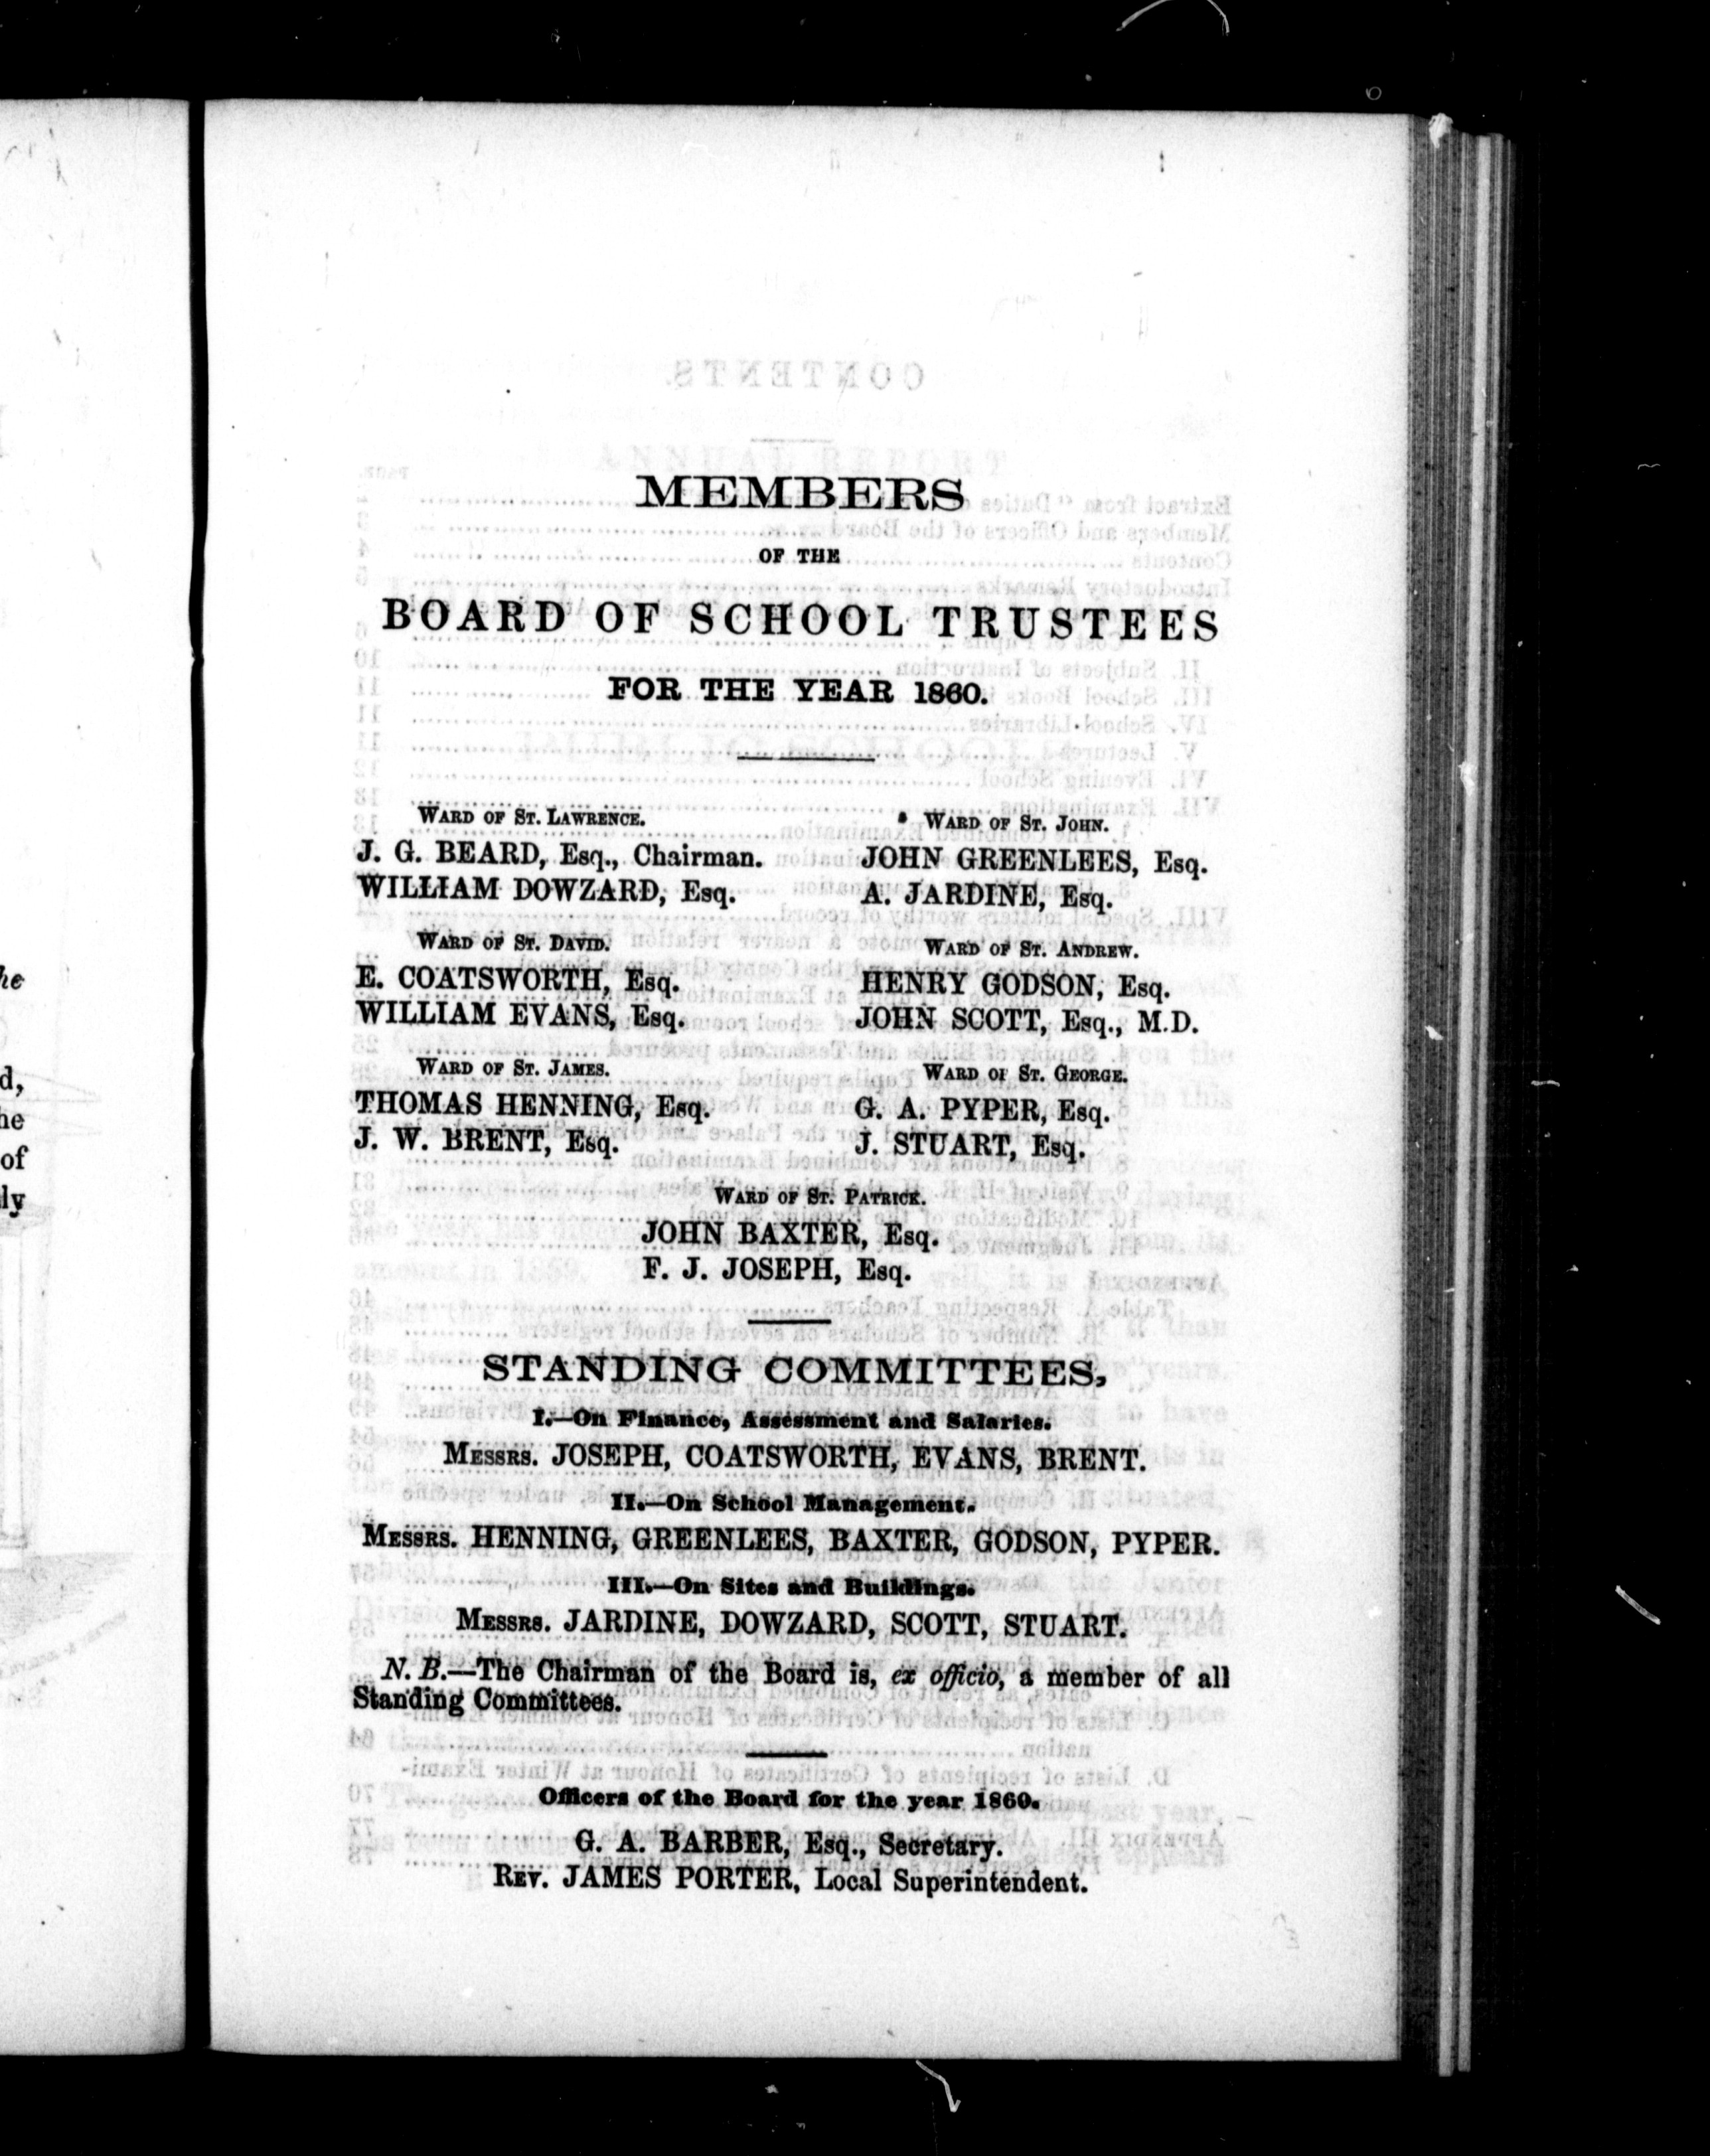 MEMBERS
OF THE
BOARD OF SCHOOL TRUSTEES
FOR THE YEAR 1860.
WARD OF ST. LAWRENCE.
J. G. BEARD, Esq., Chairman.
WILLIAM DOWZARD, Esq.
WARD OF ST. JOHN.
JOHN GREENLEES, Esq.
A. JARDINE, Esq.
WARD OF ST. DAVID.
E. COATSWORTH, Esq.
WILLIAM EVANS, Esq.
WARD OF ST. ANDREW.
HENRY GODSON, Esq.
JOHN SCOTT, Esq., M.D.
WARD OF ST. JAMES.
THOMAS HENNING, Esq.
J. W. BRENT, Esq.
WARD OF ST. GEORGE.
G. A. PYPER, Esq.
J. STUART, Esq.
WARD OF ST. PATRICK.
JOHN BAXTER, Esq.
F. J. JOSEPH, Esq.
STANDING COMMITTEES,
I.—On Finance, Assessment and Salaries.
MESSRS. JOSEPH, COATSWORTH, EVANS, BRENT.
II.—On School Management.
MESSRS. HENNING, GREENLEES, BAXTER, GODSON, PYPER.
III.—On Sites and Buildings.
MESSRS. JARDINE, DOWZARD, SCOTT, STUART.
N. B.—The Chairman of the Board is, ex officio, a member of all
Standing Committees.
Officers of the Board for the year 1860.
G. A. BARBER, Esq., Secretary.
REV. JAMES PORTER, Local Superintendent.